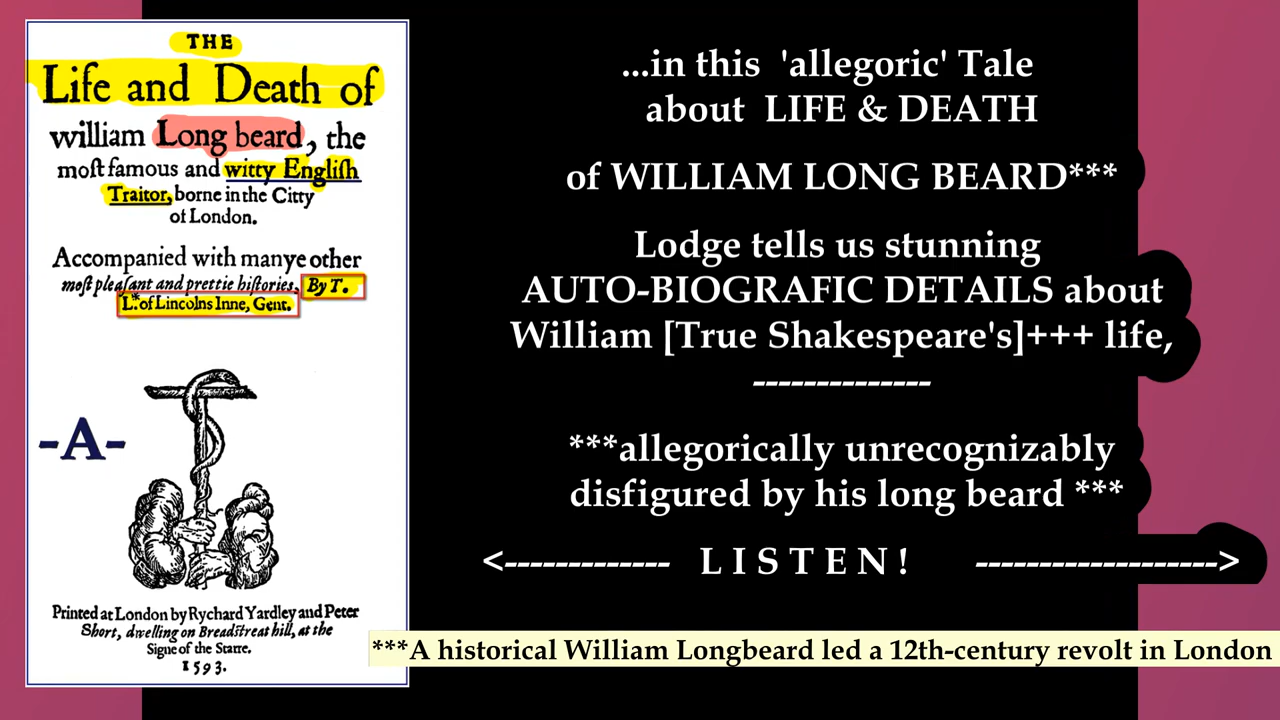 THE
Life and Death of
william Long beard, the
moſt famous and witty Engliſh
Traitor, borne in the Citty
of London.
Accompanied with manye other
moſt pleaſant and prettie hiſtories, By T.
L. of Lincolns Inne, Gent.
-A-
Printed at London by Rychard Yardley and Peter
Short, dwelling on Breadſtreat hill, at the
Signe of the Starre.
1593.
...in this 'allegoric' Tale
about LIFE & DEATH
of WILLIAM LONG BEARD***
Lodge tells us stunning
AUTO-BIOGRAFIC DETAILS about
William [True Shakespeare's]+++ life,
--------------
***allegorically unrecognizably
disfigured by his long beard ***
<------------- L I S T E N ! ------------------->
***A historical William Longbeard led a 12th-century revolt in London